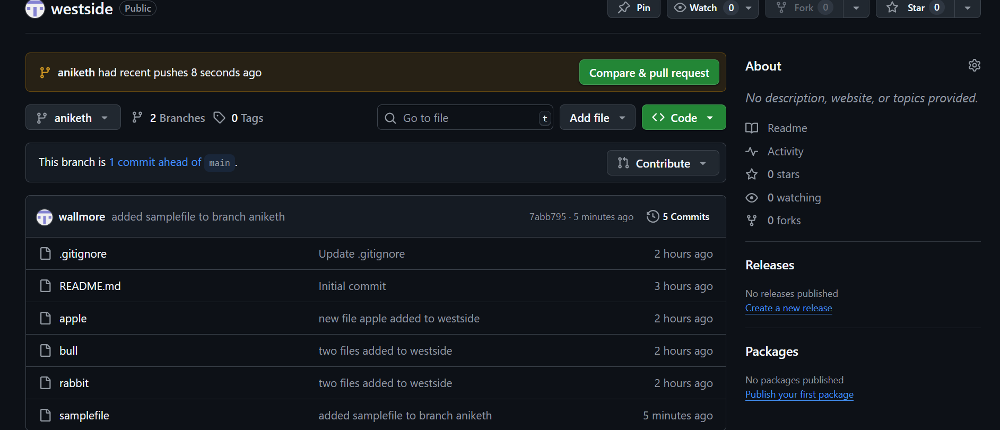 westside Public Pin Watch 0 Fork 0 Star 0
aniketh had recent pushes 8 seconds ago Compare & pull request
aniketh 2 Branches 0 Tags Go to file t Add file Code
This branch is 1 commit ahead of main . Contribute
wallmore added samplefile to branch aniketh 7abb795 · 5 minutes ago 5 Commits
.gitignore Update .gitignore 2 hours ago
README.md Initial commit 3 hours ago
apple new file apple added to westside 2 hours ago
bull two files added to westside 2 hours ago
rabbit two files added to westside 2 hours ago
samplefile added samplefile to branch aniketh 5 minutes ago
About
No description, website, or topics provided.
Readme
Activity
0 stars
0 watching
0 forks
Releases
No releases published
Create a new release
Packages
No packages published
Publish your first package